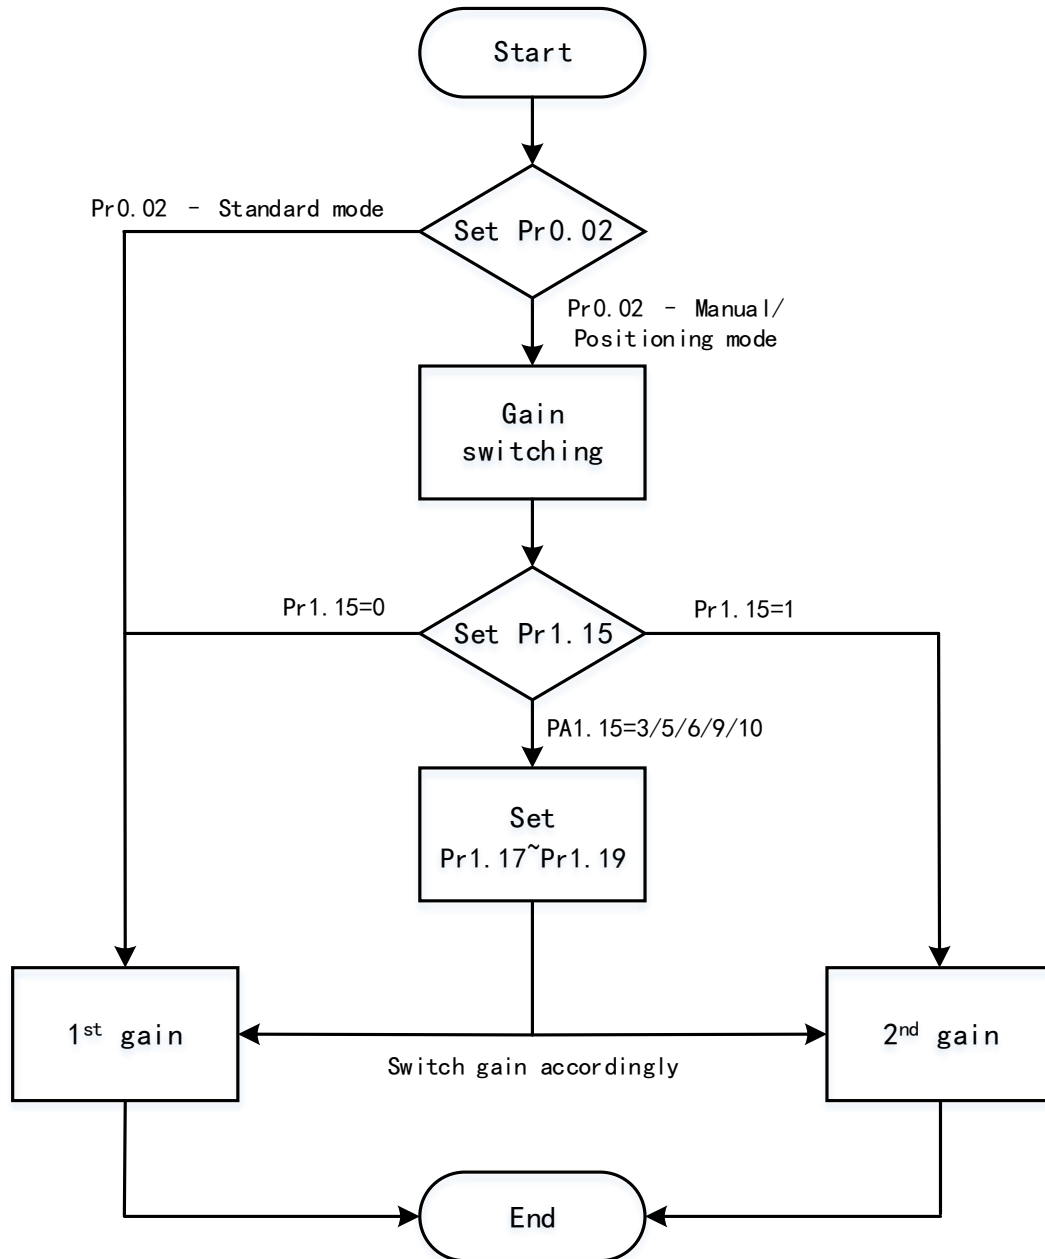 Start
Pr0.02 - Standard mode
Set Pr0.02
Pr0.02 - Manual/
Positioning mode
Gain
switching
Pr1.15=0
Set Pr1.15
Pr1.15=1
PA1.15=3/5/6/9/10
Set
Pr1.17~Pr1.19
1st gain
2nd gain
Switch gain accordingly
End